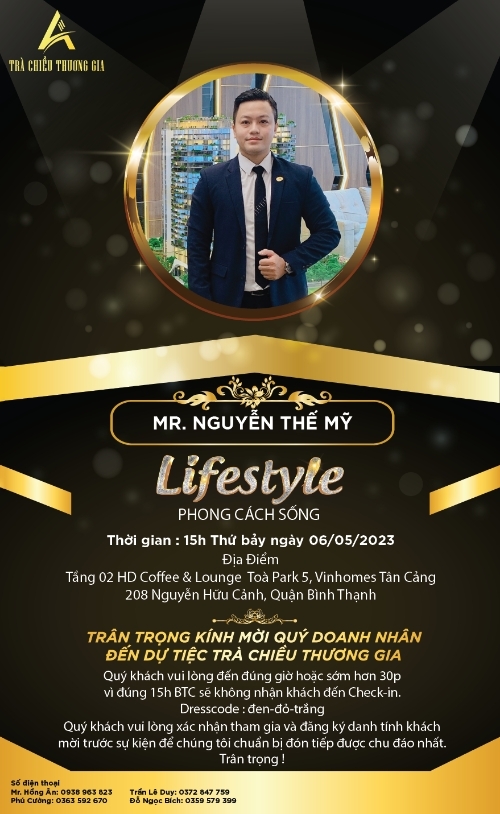 TRÀ CHIỀU THƯƠNG GIA
MR. NGUYỄN THẾ MỸ
Lifestyle
PHONG CÁCH SỐNG
Thời gian : 15h Thứ bảy ngày 06/05/2023
Địa Điểm
Tầng 02 HD Coffee & Lounge Toà Park 5, Vinhomes Tân Cảng
208 Nguyễn Hữu Cảnh, Quận Bình Thạnh
TRÂN TRỌNG KÍNH MỜI QUÝ DOANH NHÂN
ĐẾN DỰ TIỆC TRÀ CHIỀU THƯƠNG GIA
Quý khách vui lòng đến đúng giờ hoặc sớm hơn 30p
vì đúng 15h BTC sẽ không nhận khách đến Check-in.
Dresscode : đen-đỏ-trắng
Quý khách vui lòng xác nhận tham gia và đăng ký danh tính khách
mời trước sự kiện để chúng tôi chuẩn bị đón tiếp được chu đáo nhất.
Trân trọng !
Số điện thoại
Mr. Hồng Ân: 0938 963 823 Trần Lê Duy: 0372 847 759
Phú Cường: 0363 592 670 Đỗ Ngọc Bích: 0359 579 399